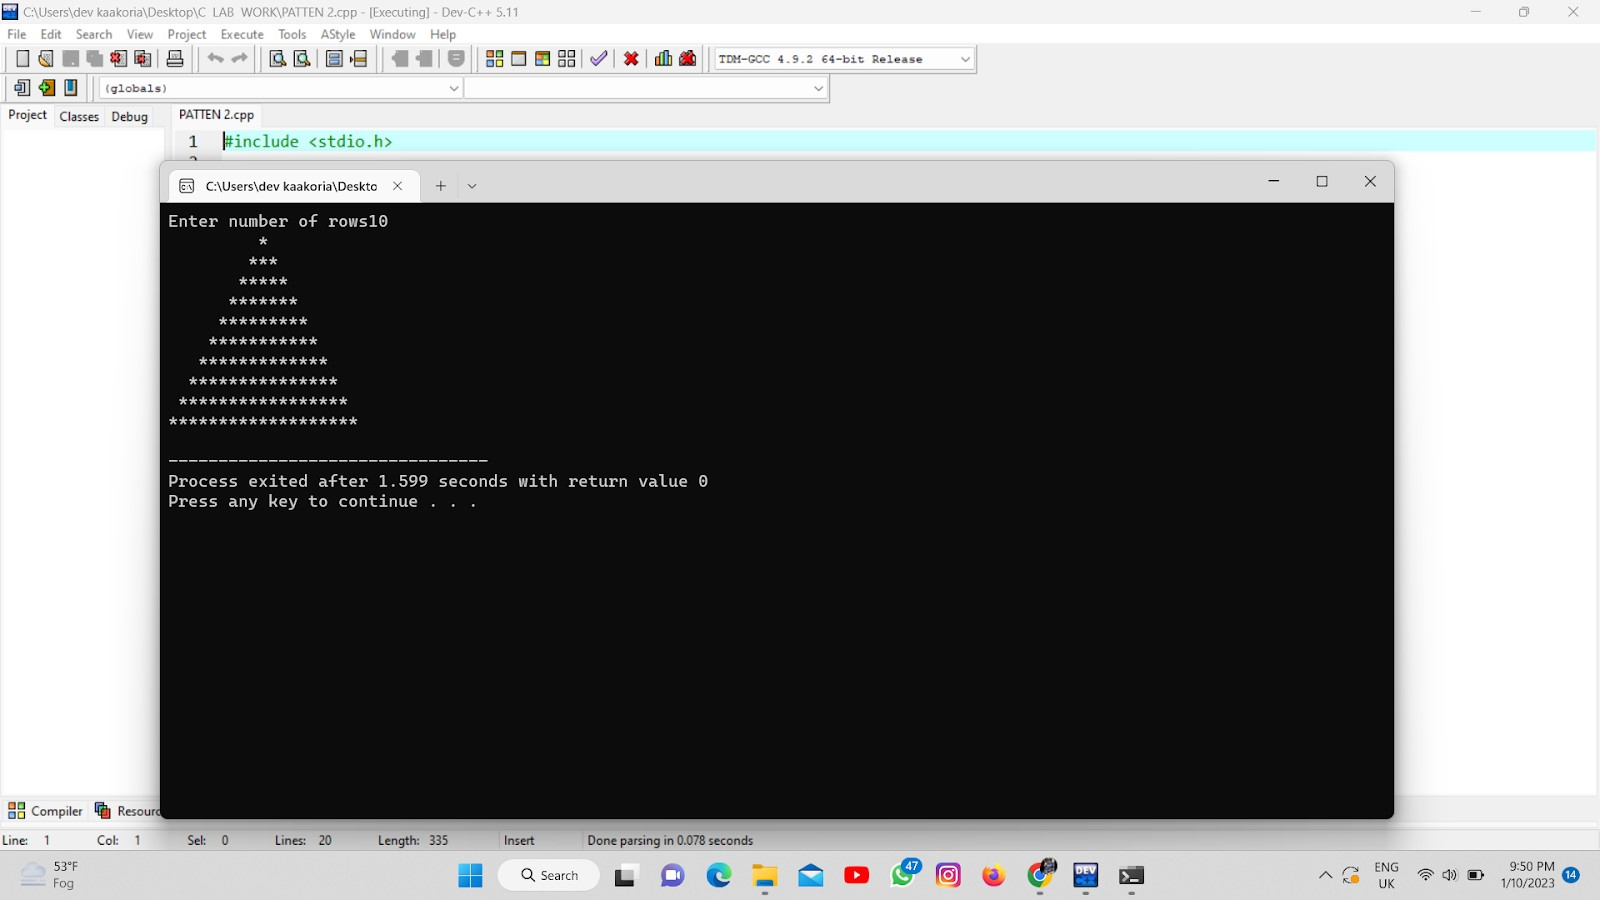 C:\Users\dev kaakoria\Desktop\C LAB WORK\PATTEN 2.cpp - [Executing] - Dev-C++ 5.11
File Edit Search View Project Execute Tools AStyle Window Help
TDM-GCC 4.9.2 64-bit Release
(globals)
Project Classes Debug PATTEN 2.cpp
1 #include <stdio.h>
C:\Users\dev kaakoria\Deskto
Enter number of rows10
         *
        ***
       *****
      *******
     *********
    ***********
   *************
  ***************
 *****************
*******************
--------------------------------
Process exited after 1.599 seconds with return value 0
Press any key to continue . . .
Compiler Resourc
Line: 1 Col: 1 Sel: 0 Lines: 20 Length: 335 Insert Done parsing in 0.078 seconds
53°F
Fog
Search
47
DEV
ENG
UK
9:50 PM
1/10/2023
14